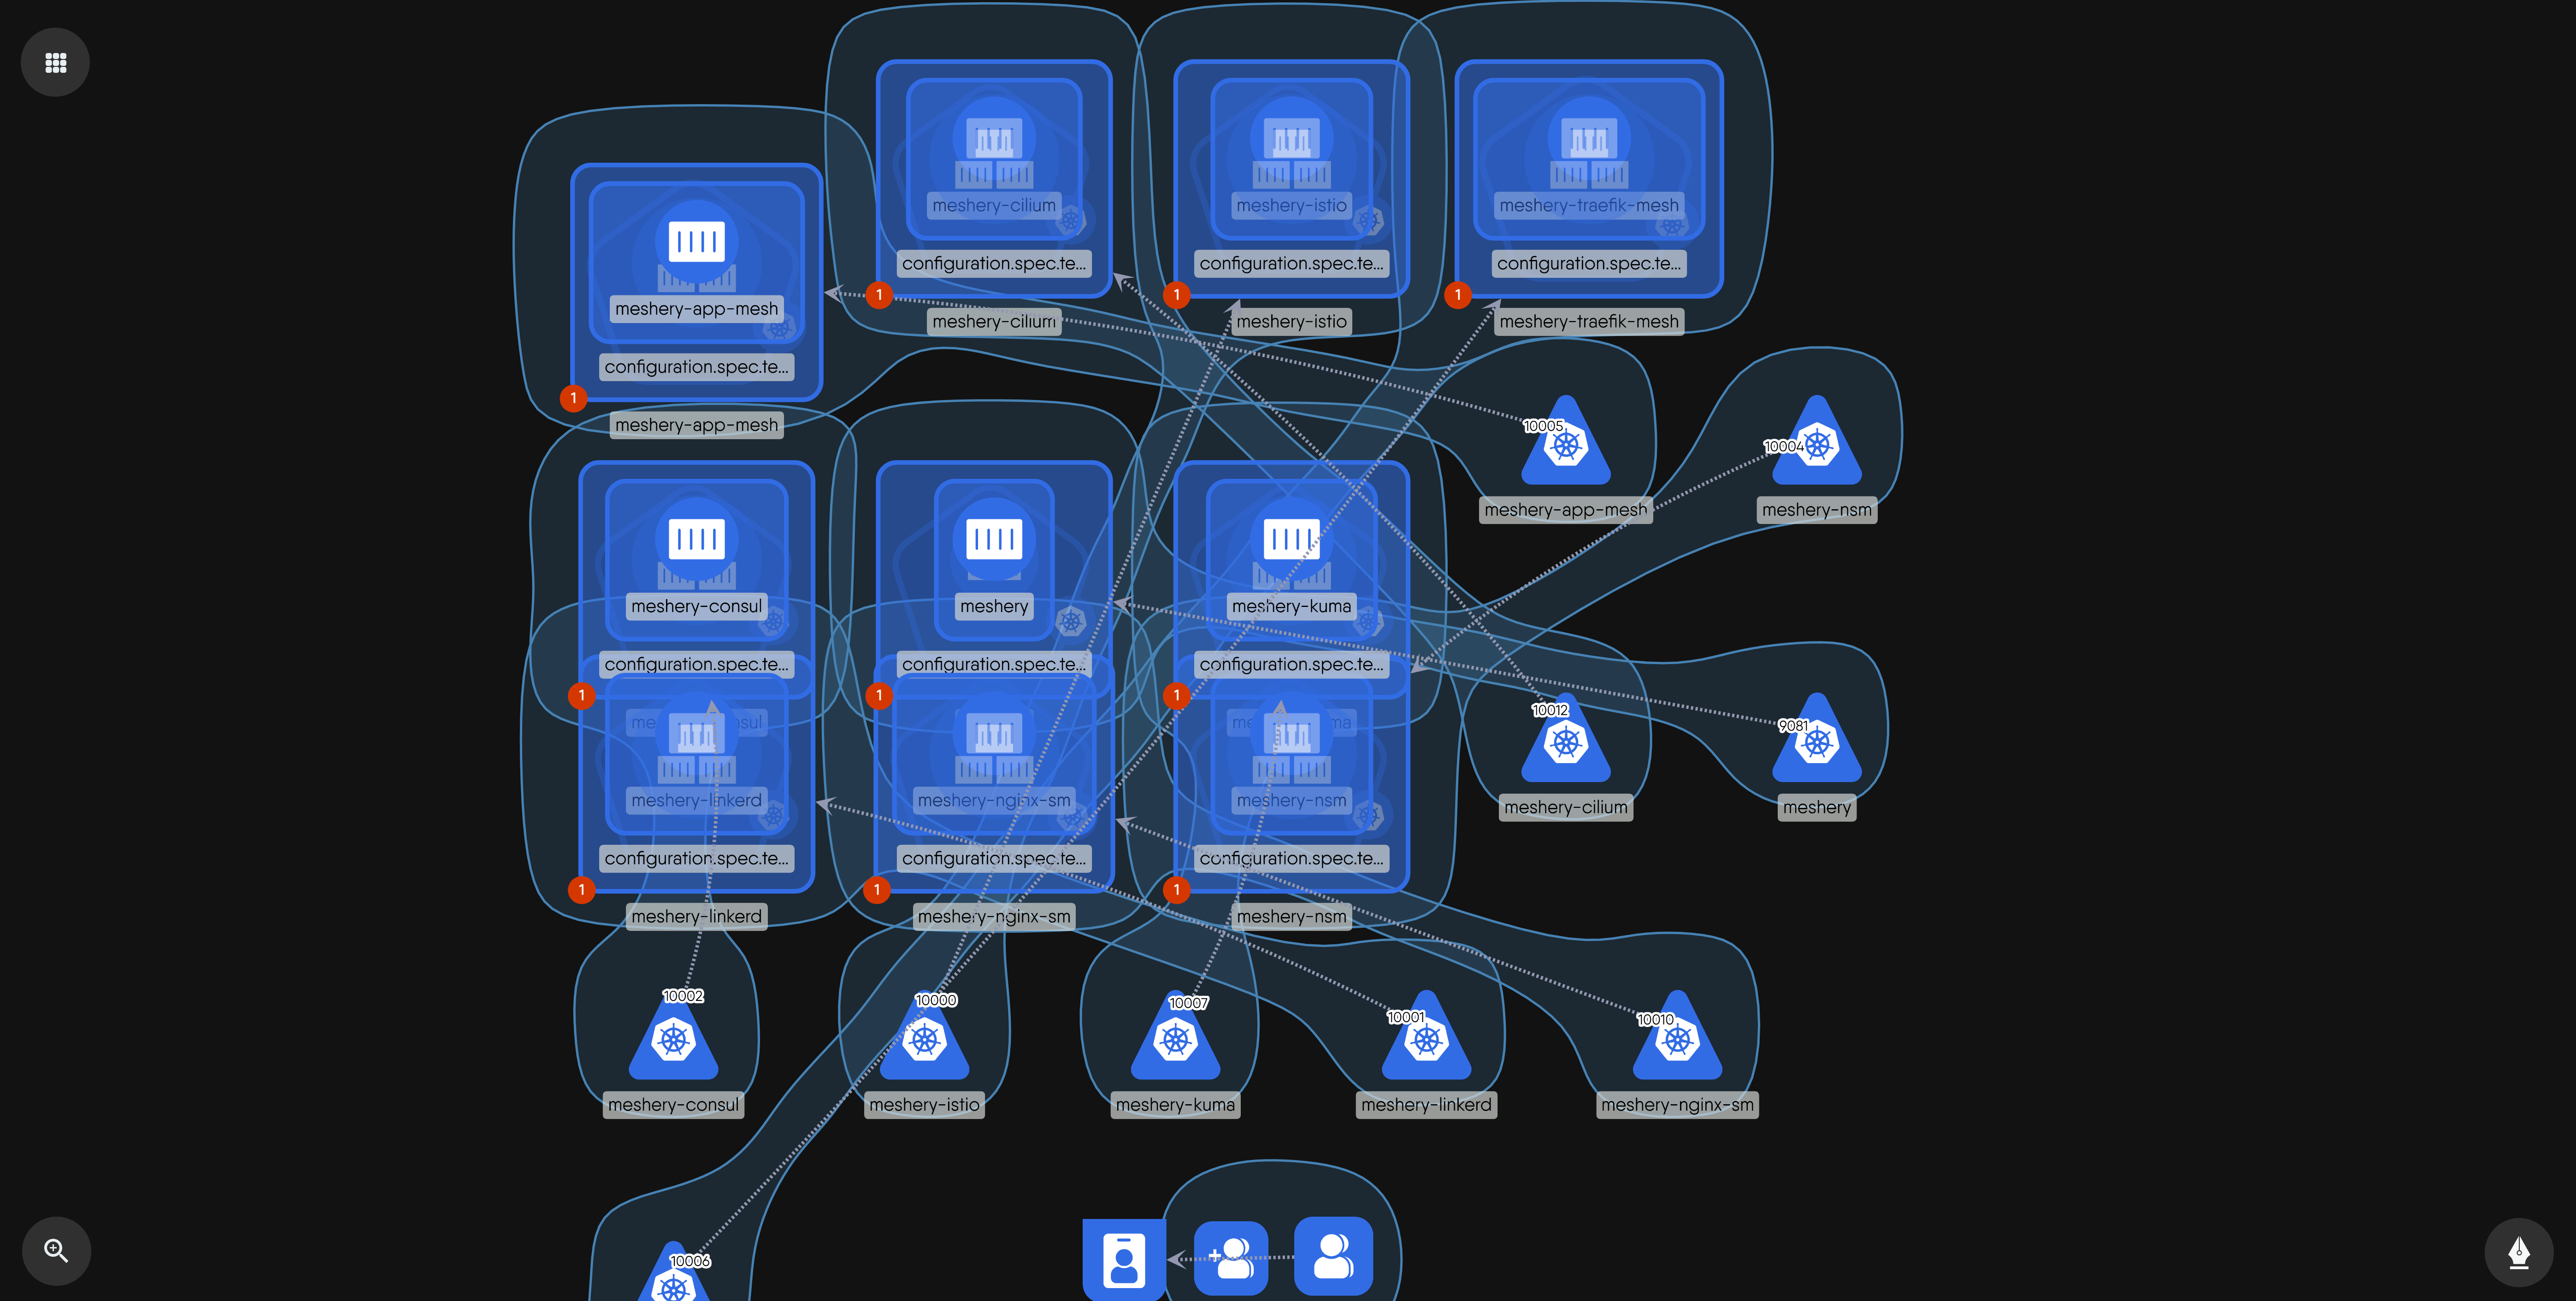 meshery-cilium
meshery-istio
meshery-traefik-mesh
configuration.spec.te...
configuration.spec.te...
configuration.spec.te...
1
1
1
meshery-cilium
meshery-istio
meshery-traefik-mesh
meshery-app-mesh
configuration.spec.te...
1
meshery-app-mesh
10005
meshery-app-mesh
10004
meshery-nsm
meshery-consul
meshery
meshery-kuma
configuration.spec.te...
configuration.spec.te...
configuration.spec.te...
1
1
1
10012
meshery-cilium
9081
meshery
meshery-linkerd
meshery-nginx-sm
meshery-nsm
configuration.spec.te...
configuration.spec.te...
configuration.spec.te...
1
1
1
meshery-linkerd
meshery-nginx-sm
meshery-nsm
10002
10000
10007
10001
10010
meshery-consul
meshery-istio
meshery-kuma
meshery-linkerd
meshery-nginx-sm
10006